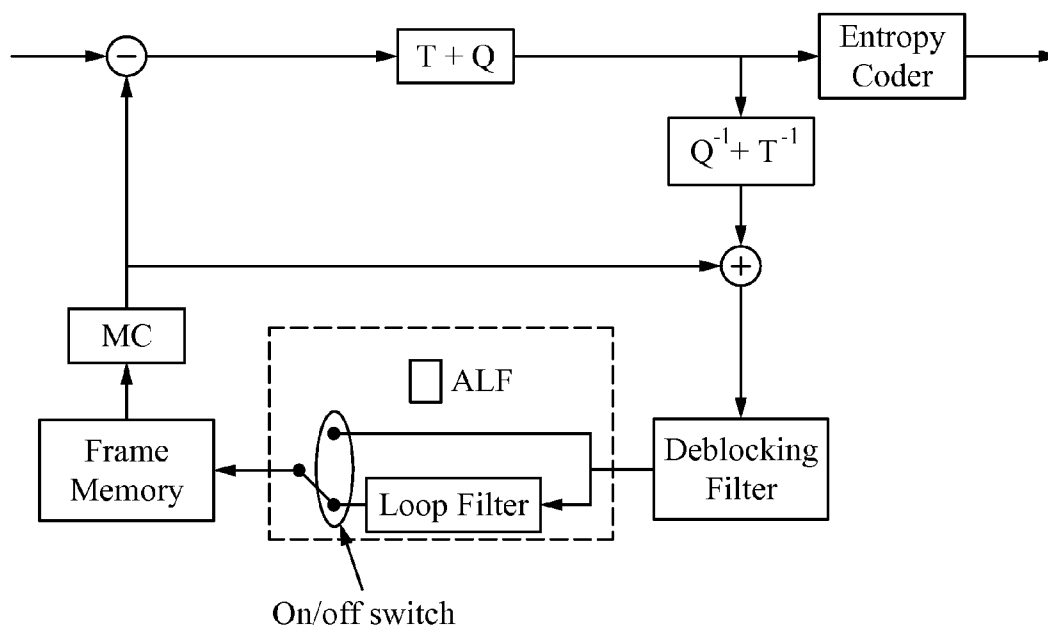 −
T + Q
Entropy
Coder
Q⁻¹ + T⁻¹
+
MC
ALF
Frame
Memory
Loop Filter
Deblocking
Filter
On/off switch